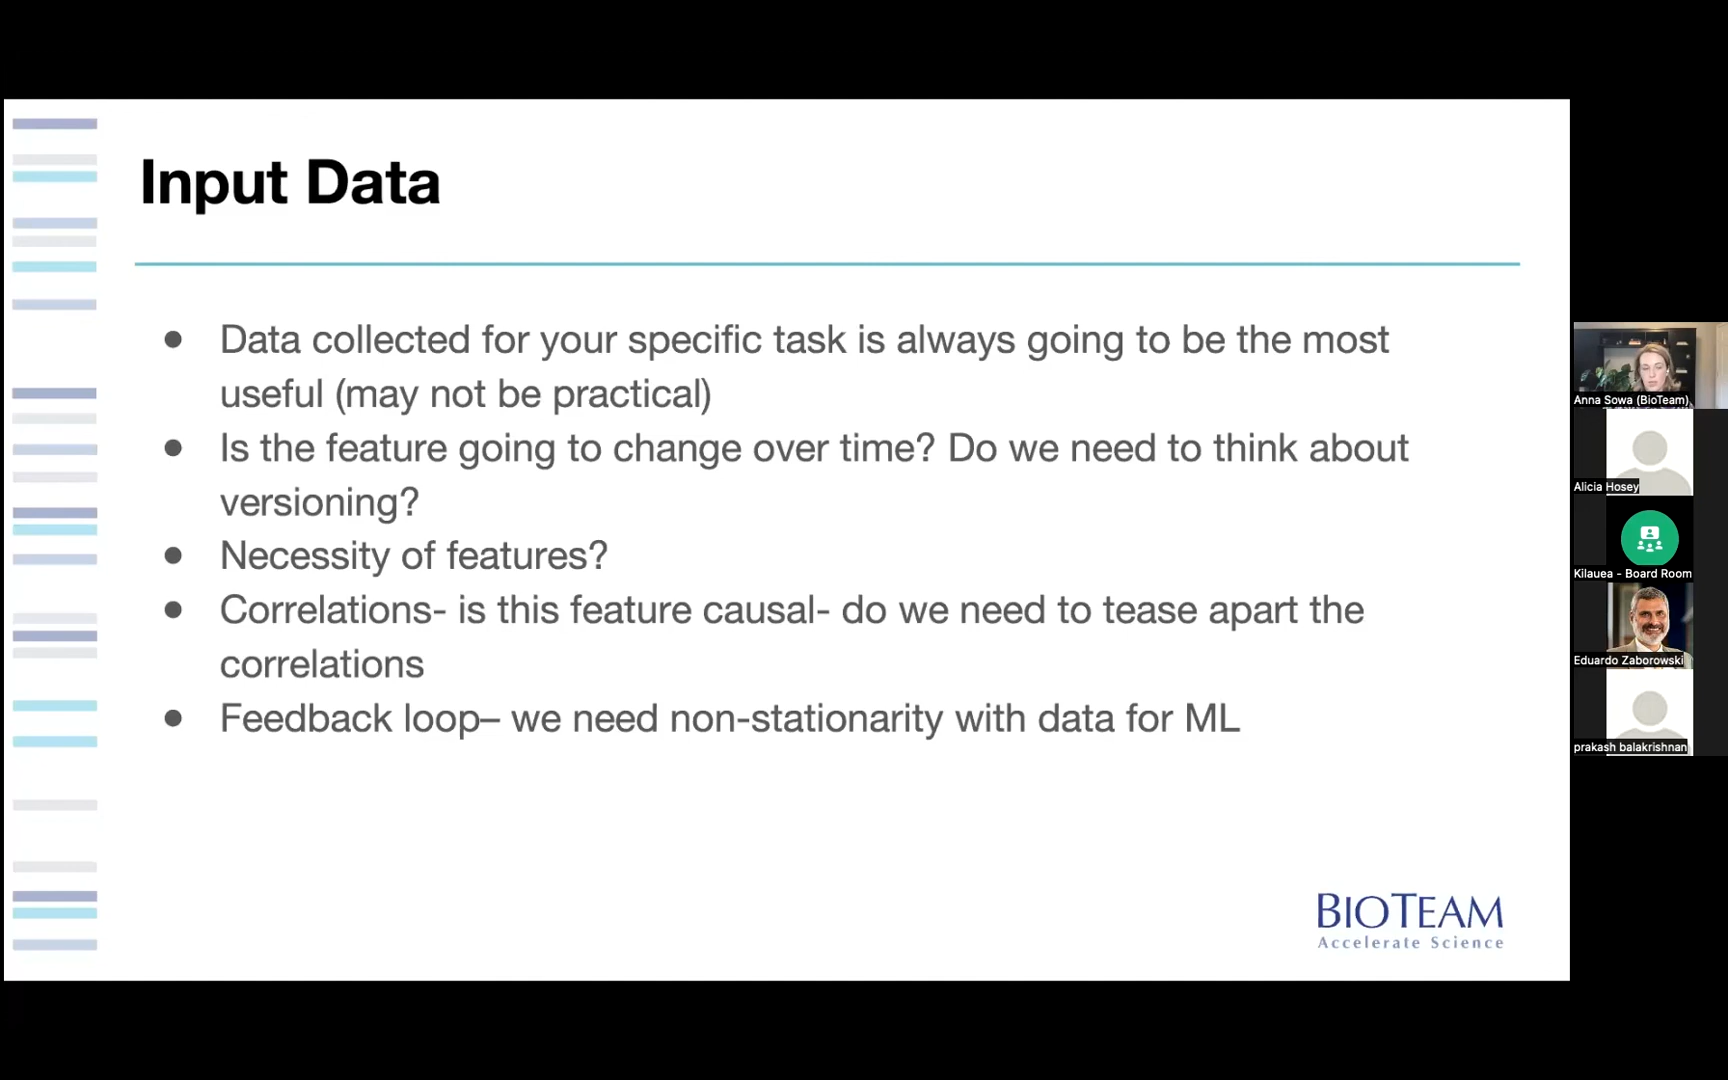 Input Data
● Data collected for your specific task is always going to be the most
useful (may not be practical)
● Is the feature going to change over time? Do we need to think about
versioning?
● Necessity of features?
● Correlations- is this feature causal- do we need to tease apart the
correlations
● Feedback loop– we need non-stationarity with data for ML
BIOTEAM
Accelerate Science
Anna Sowa (BioTeam)
Alicia Hosey
Kilauea - Board Room
Eduardo Zaborowski
prakash balakrishnan